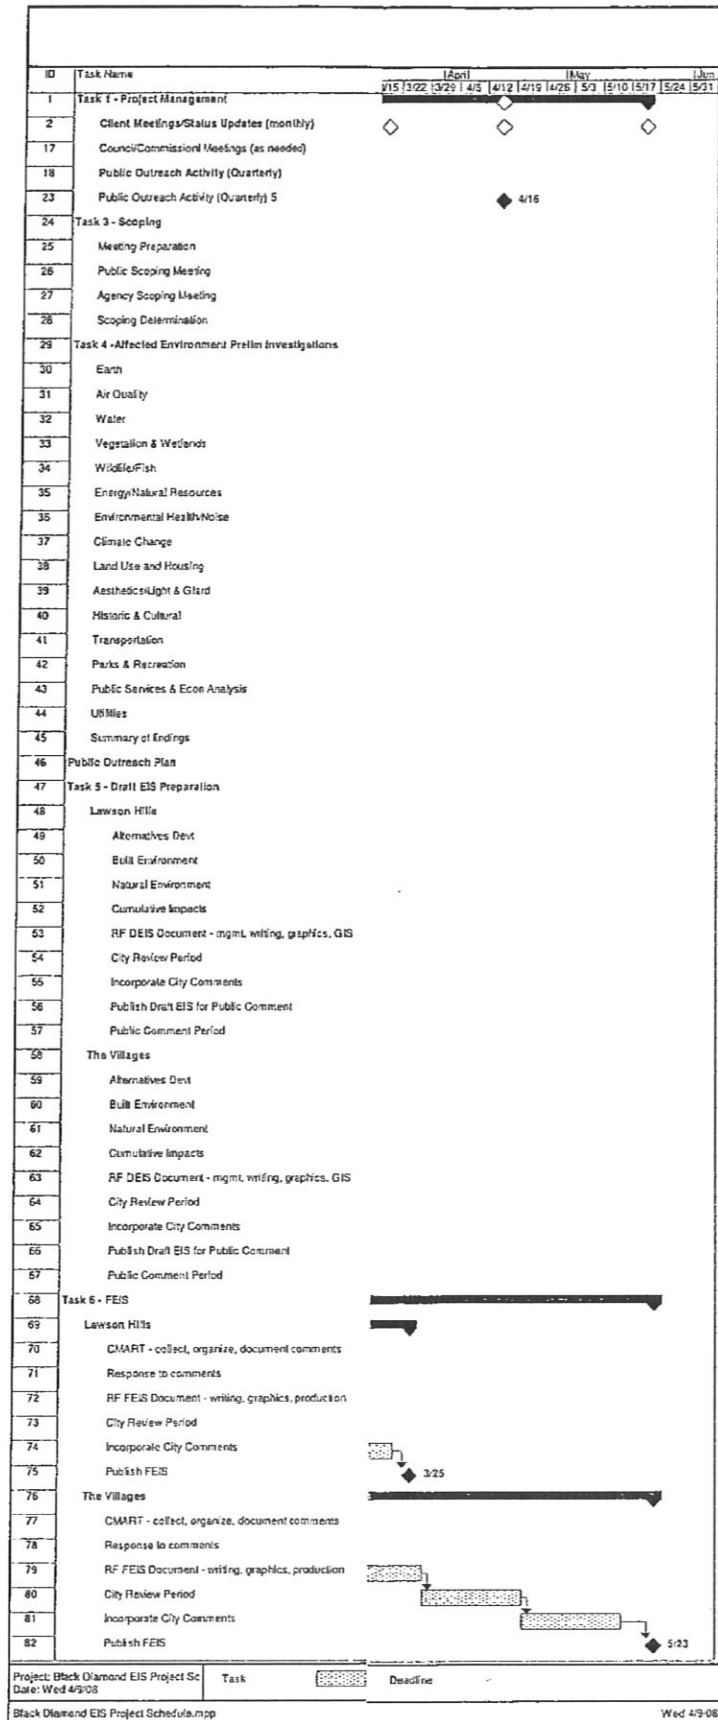 ID Task Name April May Jun
3/22 3/29 4/5 4/12 4/19 4/26 5/3 5/10 5/17 5/24 5/31
1 Task 1 - Project Management
2 Client Meetings/Status Updates (monthly)
17 Council/Commission Meetings (as needed)
18 Public Outreach Activity (Quarterly)
23 Public Outreach Activity (Quarterly) 5 4/16
24 Task 3 - Scoping
25 Meeting Preparation
26 Public Scoping Meeting
27 Agency Scoping Meeting
28 Scoping Determination
29 Task 4 -Affected Environment Prelim Investigations
30 Earth
31 Air Quality
32 Water
33 Vegetation & Wetlands
34 Wildlife/Fish
35 Energy/Natural Resources
36 Environmental Health/Noise
37 Climate Change
38 Land Use and Housing
39 Aesthetics/Light & Glard
40 Historic & Cultural
41 Transportation
42 Parks & Recreation
43 Public Services & Econ Analysis
44 Utilities
45 Summary of findings
46 Public Outreach Plan
47 Task 5 - Draft EIS Preparation
48 Lawson Hills
49 Alternatives Devt
50 Built Environment
51 Natural Environment
52 Cumulative Impacts
53 RF DEIS Document - mgmt, writing, graphics, GIS
54 City Review Period
55 Incorporate City Comments
56 Publish Draft EIS for Public Comment
57 Public Comment Period
58 The Villages
59 Alternatives Devt
60 Built Environment
61 Natural Environment
62 Cumulative Impacts
63 RF DEIS Document - mgmt, writing, graphics, GIS
64 City Review Period
65 Incorporate City Comments
66 Publish Draft EIS for Public Comment
67 Public Comment Period
68 Task 6 - FEIS
69 Lawson Hills
70 CMART - collect, organize, document comments
71 Response to comments
72 RF FEIS Document - writing, graphics, production
73 City Review Period
74 Incorporate City Comments
75 Publish FEIS 3/25
76 The Villages
77 CMART - collect, organize, document comments
78 Response to comments
79 RF FEIS Document - writing, graphics, production
80 City Review Period
81 Incorporate City Comments
82 Publish FEIS 5/23
Project: Black Diamond EIS Project Sc Task Deadline
Date: Wed 4/9/08
Black Diamond EIS Project Schedule.mpp Wed 4/9/08